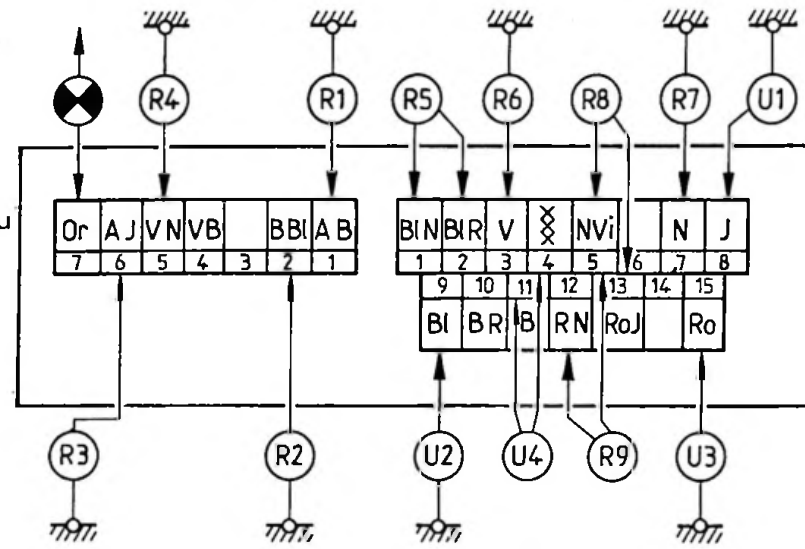 R4 R1 R5 R6 R8 R7 U1
u
Or AJ VN VB BBl AB BlN BlR V XXX NVi N J
7 6 5 4 3 2 1 1 2 3 4 5 6 7 8
9 10 11 12 13 14 15
Bl BR B RN RoJ Ro
R3 R2 U2 U4 R9 U3